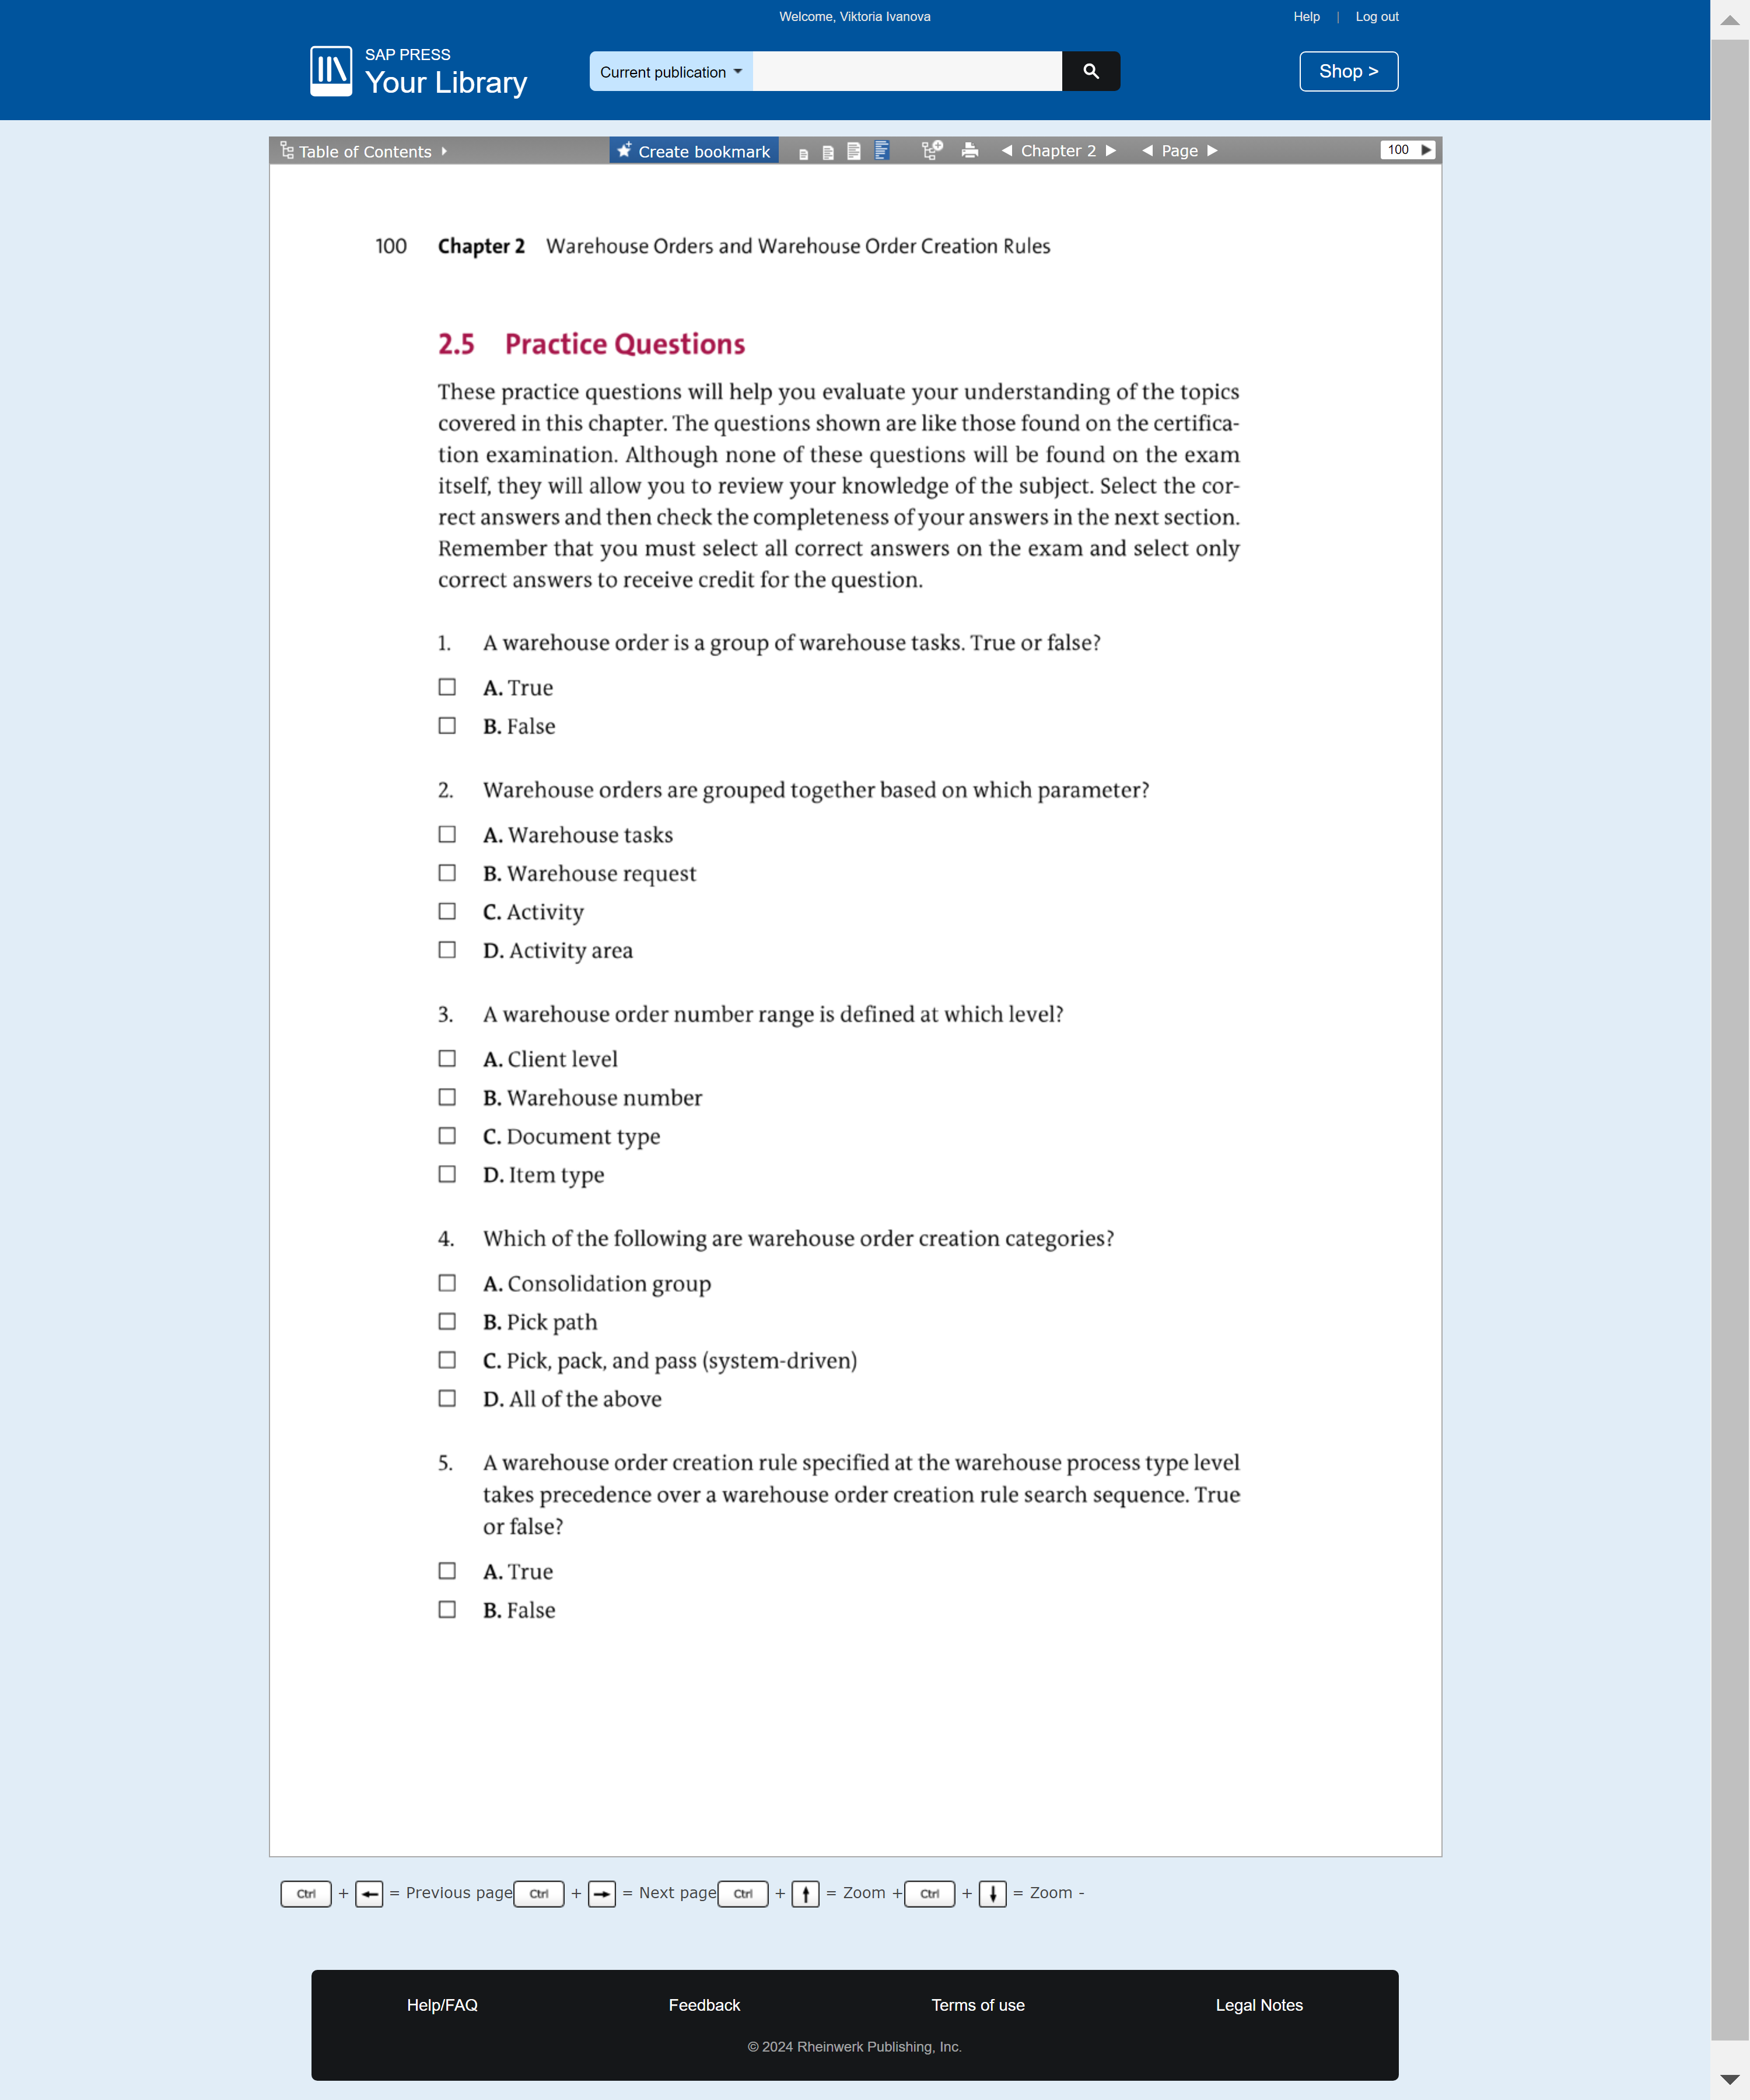 Welcome, Viktoria Ivanova
Help | Log out
SAP PRESS
Your Library
Current publication
Shop >
Table of Contents
Create bookmark
Chapter 2
Page
100
100 Chapter 2 Warehouse Orders and Warehouse Order Creation Rules
2.5 Practice Questions
These practice questions will help you evaluate your understanding of the topics
covered in this chapter. The questions shown are like those found on the certifica-
tion examination. Although none of these questions will be found on the exam
itself, they will allow you to review your knowledge of the subject. Select the cor-
rect answers and then check the completeness of your answers in the next section.
Remember that you must select all correct answers on the exam and select only
correct answers to receive credit for the question.
1. A warehouse order is a group of warehouse tasks. True or false?
A. True
B. False
2. Warehouse orders are grouped together based on which parameter?
A. Warehouse tasks
B. Warehouse request
C. Activity
D. Activity area
3. A warehouse order number range is defined at which level?
A. Client level
B. Warehouse number
C. Document type
D. Item type
4. Which of the following are warehouse order creation categories?
A. Consolidation group
B. Pick path
C. Pick, pack, and pass (system-driven)
D. All of the above
5. A warehouse order creation rule specified at the warehouse process type level
takes precedence over a warehouse order creation rule search sequence. True
or false?
A. True
B. False
Ctrl + ← = Previous page Ctrl + → = Next page Ctrl + ↑ = Zoom + Ctrl + ↓ = Zoom -
Help/FAQ Feedback Terms of use Legal Notes
© 2024 Rheinwerk Publishing, Inc.